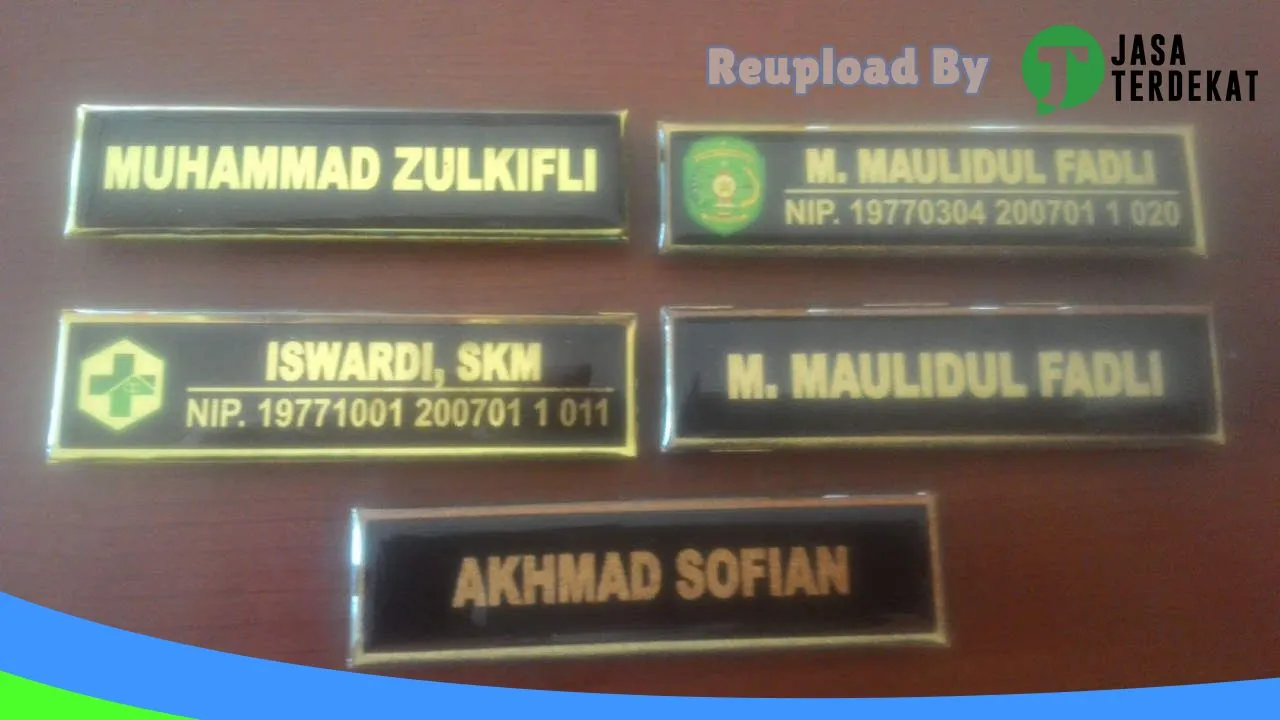 Reupload By
JASA
TERDEKAT
MUHAMMAD ZULKIFLI
M. MAULIDUL FADLI
NIP. 19770304 200701 1 020
ISWARDI, SKM
NIP. 19771001 200701 1 011
M. MAULIDUL FADLI
AKHMAD SOFIAN